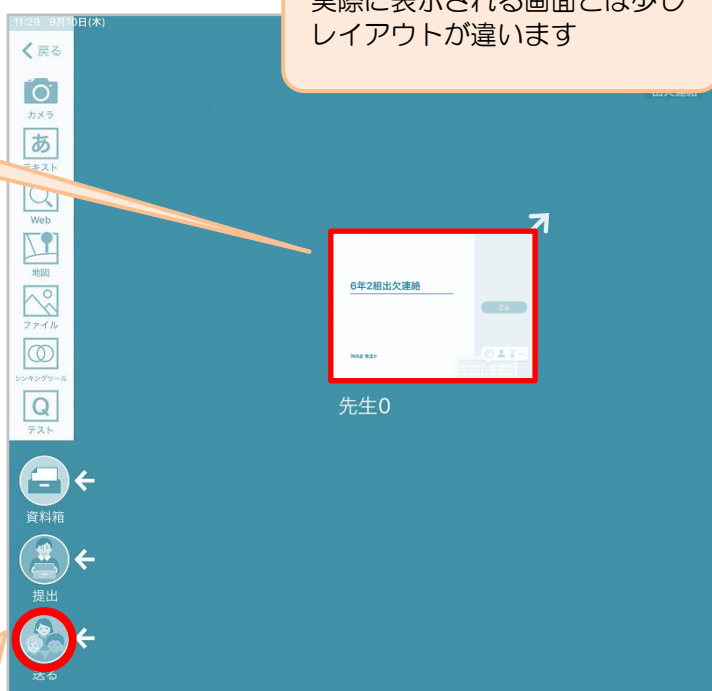 実際に表示される画面とは少し
レイアウトが違います
11:29 9月10日(木)
戻る
出欠連絡
カメラ
あ
テキスト
Web
地図
ファイル
シンキングツール
Q
テスト
6年2組出欠連絡
先生0
資料箱
提出
送る